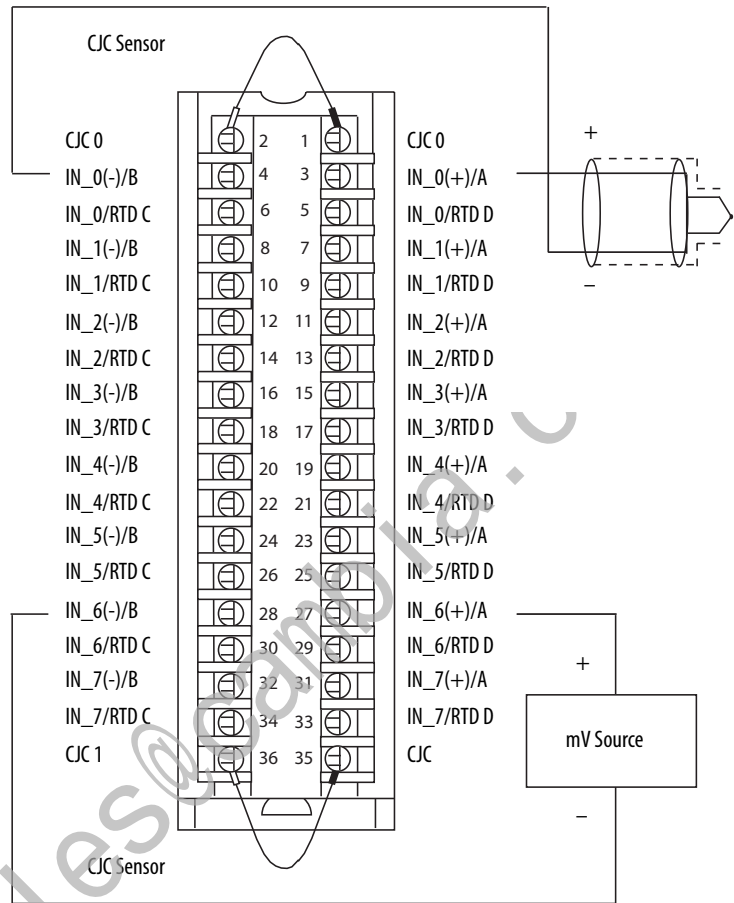 CJC Sensor
CJC 0 2 1 CJC 0
+
IN_0(-)/B 4 3 IN_0(+)/A
IN_0/RTD C 6 5 IN_0/RTD D
IN_1(-)/B 8 7 IN_1(+)/A
IN_1/RTD C 10 9 IN_1/RTD D
–
IN_2(-)/B 12 11 IN_2(+)/A
IN_2/RTD C 14 13 IN_2/RTD D
IN_3(-)/B 16 15 IN_3(+)/A
IN_3/RTD C 18 17 IN_3/RTD D
IN_4(-)/B 20 19 IN_4(+)/A
IN_4/RTD C 22 21 IN_4/RTD D
IN_5(-)/B 24 23 IN_5(+)/A
IN_5/RTD C 26 25 IN_5/RTD D
IN_6(-)/B 28 27 IN_6(+)/A
IN_6/RTD C 30 29 IN_6/RTD D
+
IN_7(-)/B 32 31 IN_7(+)/A
IN_7/RTD C 34 33 IN_7/RTD D
mV Source
CJC 1 36 35 CJC
–
CJC Sensor
les@cambia.c